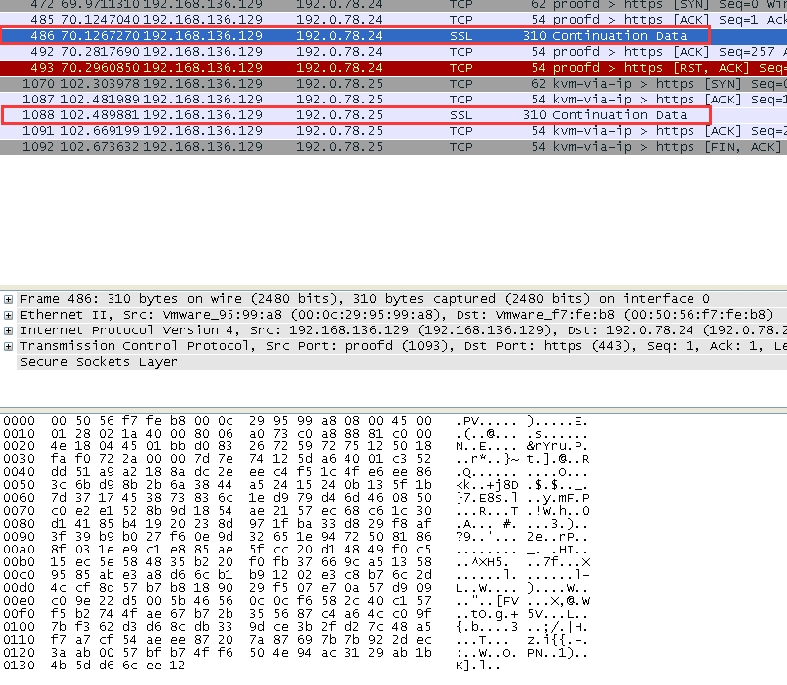 472 69.9711310 192.168.136.129 192.0.78.24 TCP 62 proofd > https [SYN] Seq=0 Wi
485 70.1247040 192.168.136.129 192.0.78.24 TCP 54 proofd > https [ACK] Seq=1 Ack
486 70.1267270 192.168.136.129 192.0.78.24 SSL 310 Continuation Data
492 70.2817690 192.168.136.129 192.0.78.24 TCP 54 proofd > https [ACK] Seq=257 A
493 70.2960850 192.168.136.129 192.0.78.24 TCP 54 proofd > https [RST, ACK] Seq=
1070 102.303978 192.168.136.129 192.0.78.25 TCP 62 kvm-via-ip > https [SYN] Seq=0
1087 102.481989 192.168.136.129 192.0.78.25 TCP 54 kvm-via-ip > https [ACK] Seq=1
1088 102.489881 192.168.136.129 192.0.78.25 SSL 310 Continuation Data
1091 102.669199 192.168.136.129 192.0.78.25 TCP 54 kvm-via-ip > https [ACK] Seq=2
1092 102.673632 192.168.136.129 192.0.78.25 TCP 54 kvm-via-ip > https [FIN, ACK]
Frame 486: 310 bytes on wire (2480 bits), 310 bytes captured (2480 bits) on interface 0
Ethernet II, Src: Vmware_95:99:a8 (00:0c:29:95:99:a8), Dst: Vmware_f7:fe:b8 (00:50:56:f7:fe:b8)
Internet Protocol Version 4, Src: 192.168.136.129 (192.168.136.129), Dst: 192.0.78.24 (192.0.78.2
Transmission Control Protocol, Src Port: proofd (1093), Dst Port: https (443), Seq: 1, Ack: 1, Le
Secure Sockets Layer
0000 00 50 56 f7 fe b8 00 0c 29 95 99 a8 08 00 45 00 .PV..... ).....E.
0010 01 28 02 1a 40 00 80 06 a0 73 c0 a8 88 81 c0 00 .(..@... .s......
0020 4e 18 04 45 01 bb d0 83 26 72 59 72 75 12 50 18 N..E.... &rYru.P.
0030 fa f0 72 2a 00 00 7d 7e 74 12 5d a6 40 01 c3 52 ..r*..}~ t.].@..R
0040 dd 51 a9 a2 18 8a dc 2e ee c4 f5 1c 4f e6 ee 86 .Q...... ....O...
0050 3c 6b d9 8b 2b 6a 38 44 a5 24 15 24 0b 13 5f 1b <k..+j8D .$.$.._.
0060 7d 37 17 45 38 73 83 6c 1e d9 79 d4 6d 46 08 50 }7.E8s.l ..y.mF.P
0070 c0 e2 e1 52 8b 9d 18 54 ae 21 57 ec 68 c6 1c 30 ...R...T .!W.h..0
0080 d1 41 85 b4 19 20 23 8d 97 1f ba 33 d8 29 f8 af .A... #. ...3.)..
0090 3f 39 b9 b0 27 f6 0e 9d 32 65 1e 94 72 50 81 86 ?9..'... 2e..rP..
00a0 8f 03 1e e9 c1 e8 85 ae 5f cc 20 d1 48 49 f0 c5 ........ _. .HI..
00b0 15 ec 5e 58 48 35 b2 20 f0 fb 37 66 9c a5 13 58 ..^XH5. ..7f...X
00c0 95 85 ab e3 a8 d6 6c b1 b9 12 02 e3 c8 b7 6c 2d ......l. ......l-
00d0 4c cf 8c 57 b7 b8 18 90 29 f5 07 e7 0a 57 d9 09 L..W.... )....W..
00e0 c0 9e 22 d5 00 5b 46 56 0c 0c f6 58 2c 40 c1 57 .."..[FV ...X,@.W
00f0 f5 b2 74 4f ae 67 b7 2b 35 56 87 c4 a6 4c c0 9f ..tO.g.+ 5V...L..
0100 7b f3 62 d3 d6 8c db 33 9d ce 3b 2f d2 7c 48 a5 {.b....3 ..;/.|H.
0110 f7 a7 cf 54 ae ee 87 20 7a 87 69 7b 7b 92 2d ec ...T... z.i{{.-.
0120 3a ab 00 57 bf b7 4f f6 50 4e 94 ac 31 29 ab 1b :..W..O. PN..1)..
0130 4b 5d d6 6c ee 12 K].l..